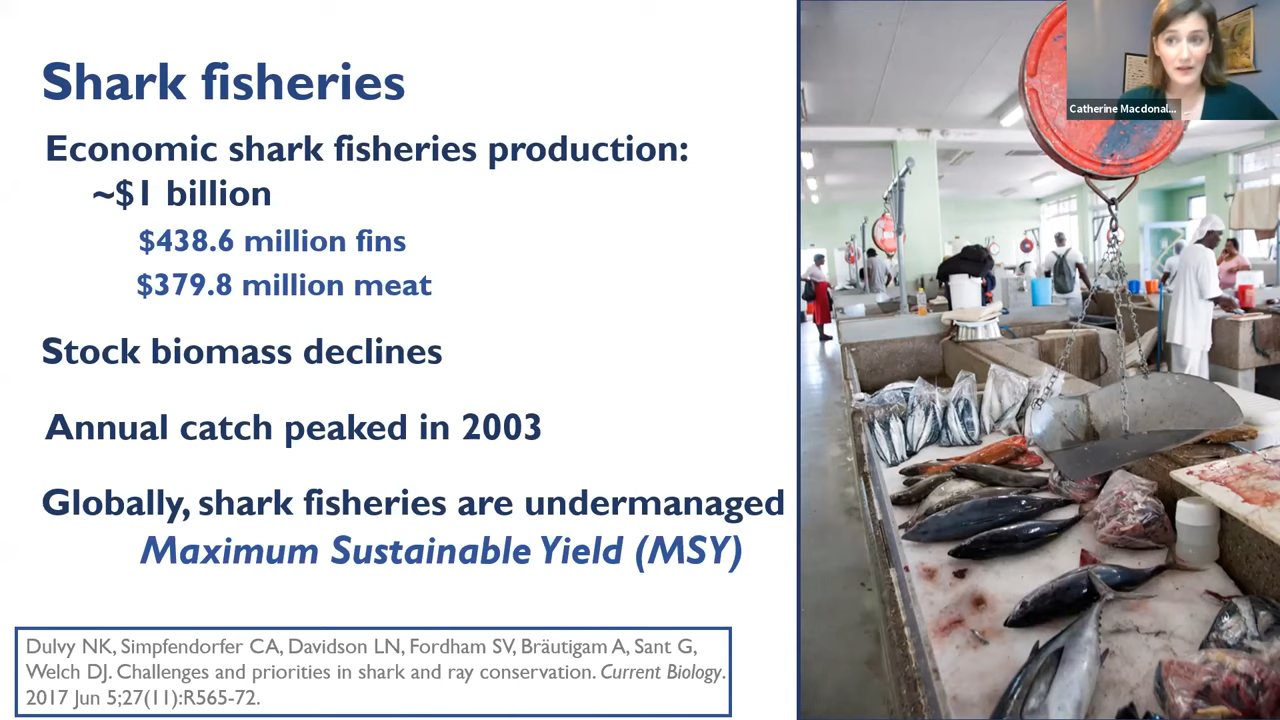 Shark fisheries
Economic shark fisheries production:
~$1 billion
$438.6 million fins
$379.8 million meat
Stock biomass declines
Annual catch peaked in 2003
Globally, shark fisheries are undermanaged
Maximum Sustainable Yield (MSY)
Dulvy NK, Simpfendorfer CA, Davidson LN, Fordham SV, Bräutigam A, Sant G,
Welch DJ. Challenges and priorities in shark and ray conservation. Current Biology.
2017 Jun 5;27(11):R565-72.
Catherine Macdonal...